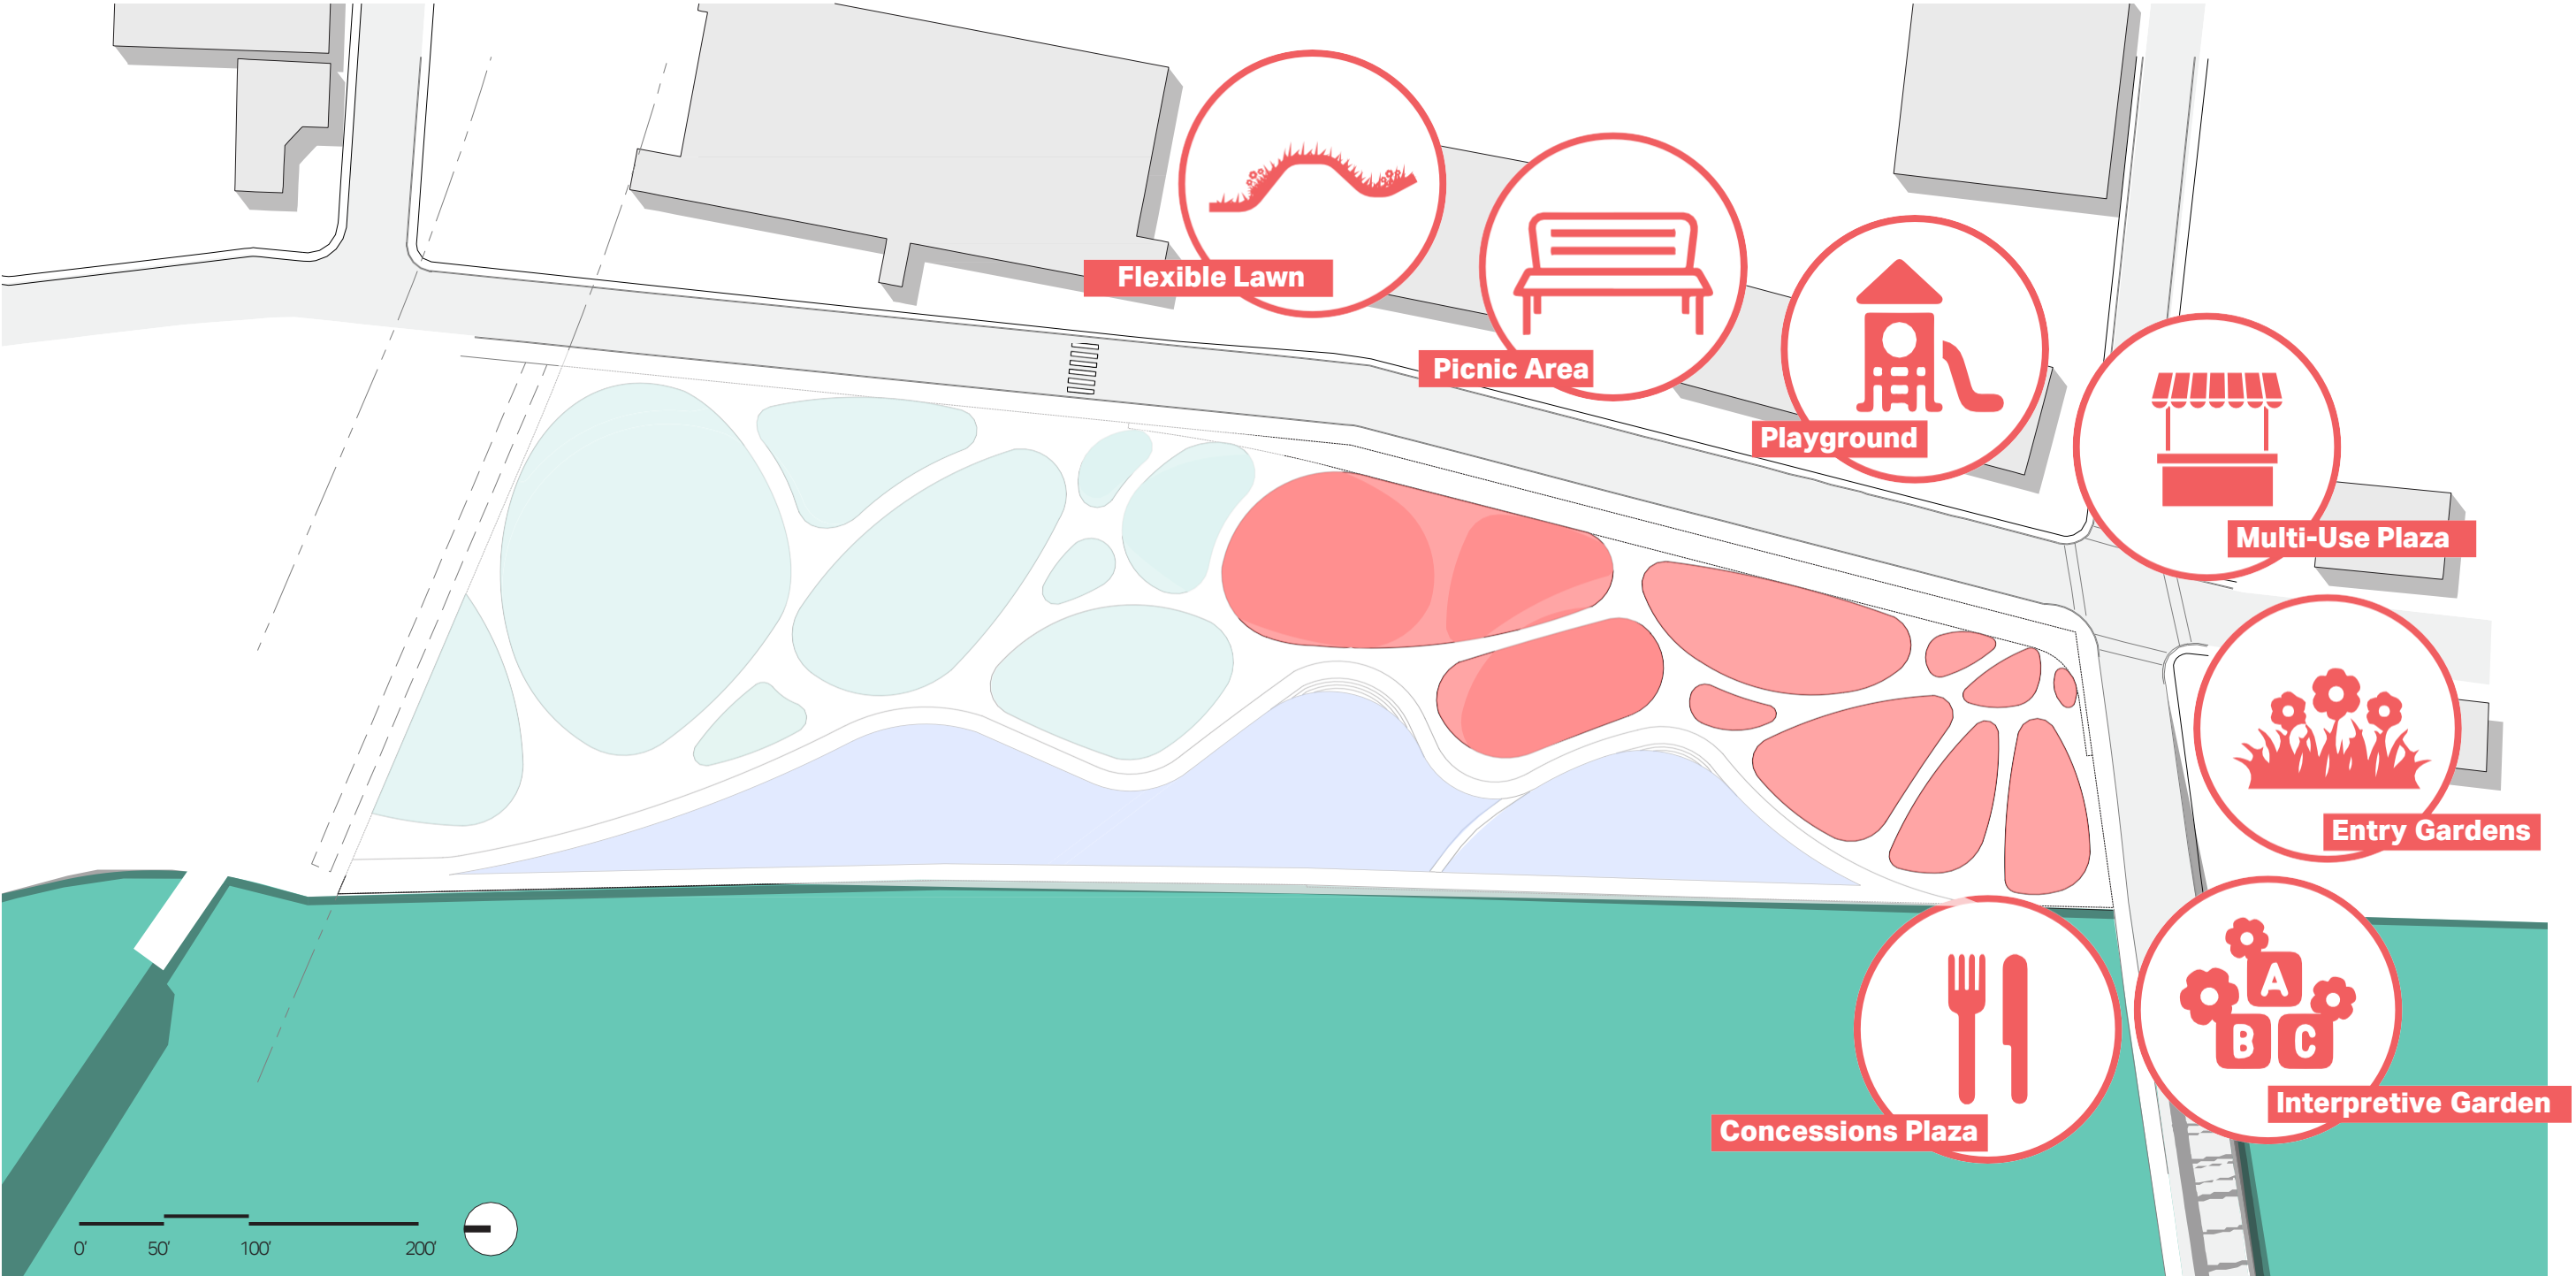 Flexible Lawn
Picnic Area
Playground
Multi-Use Plaza
Entry Gardens
A
B C
Interpretive Garden
Concessions Plaza
0' 50' 100' 200'